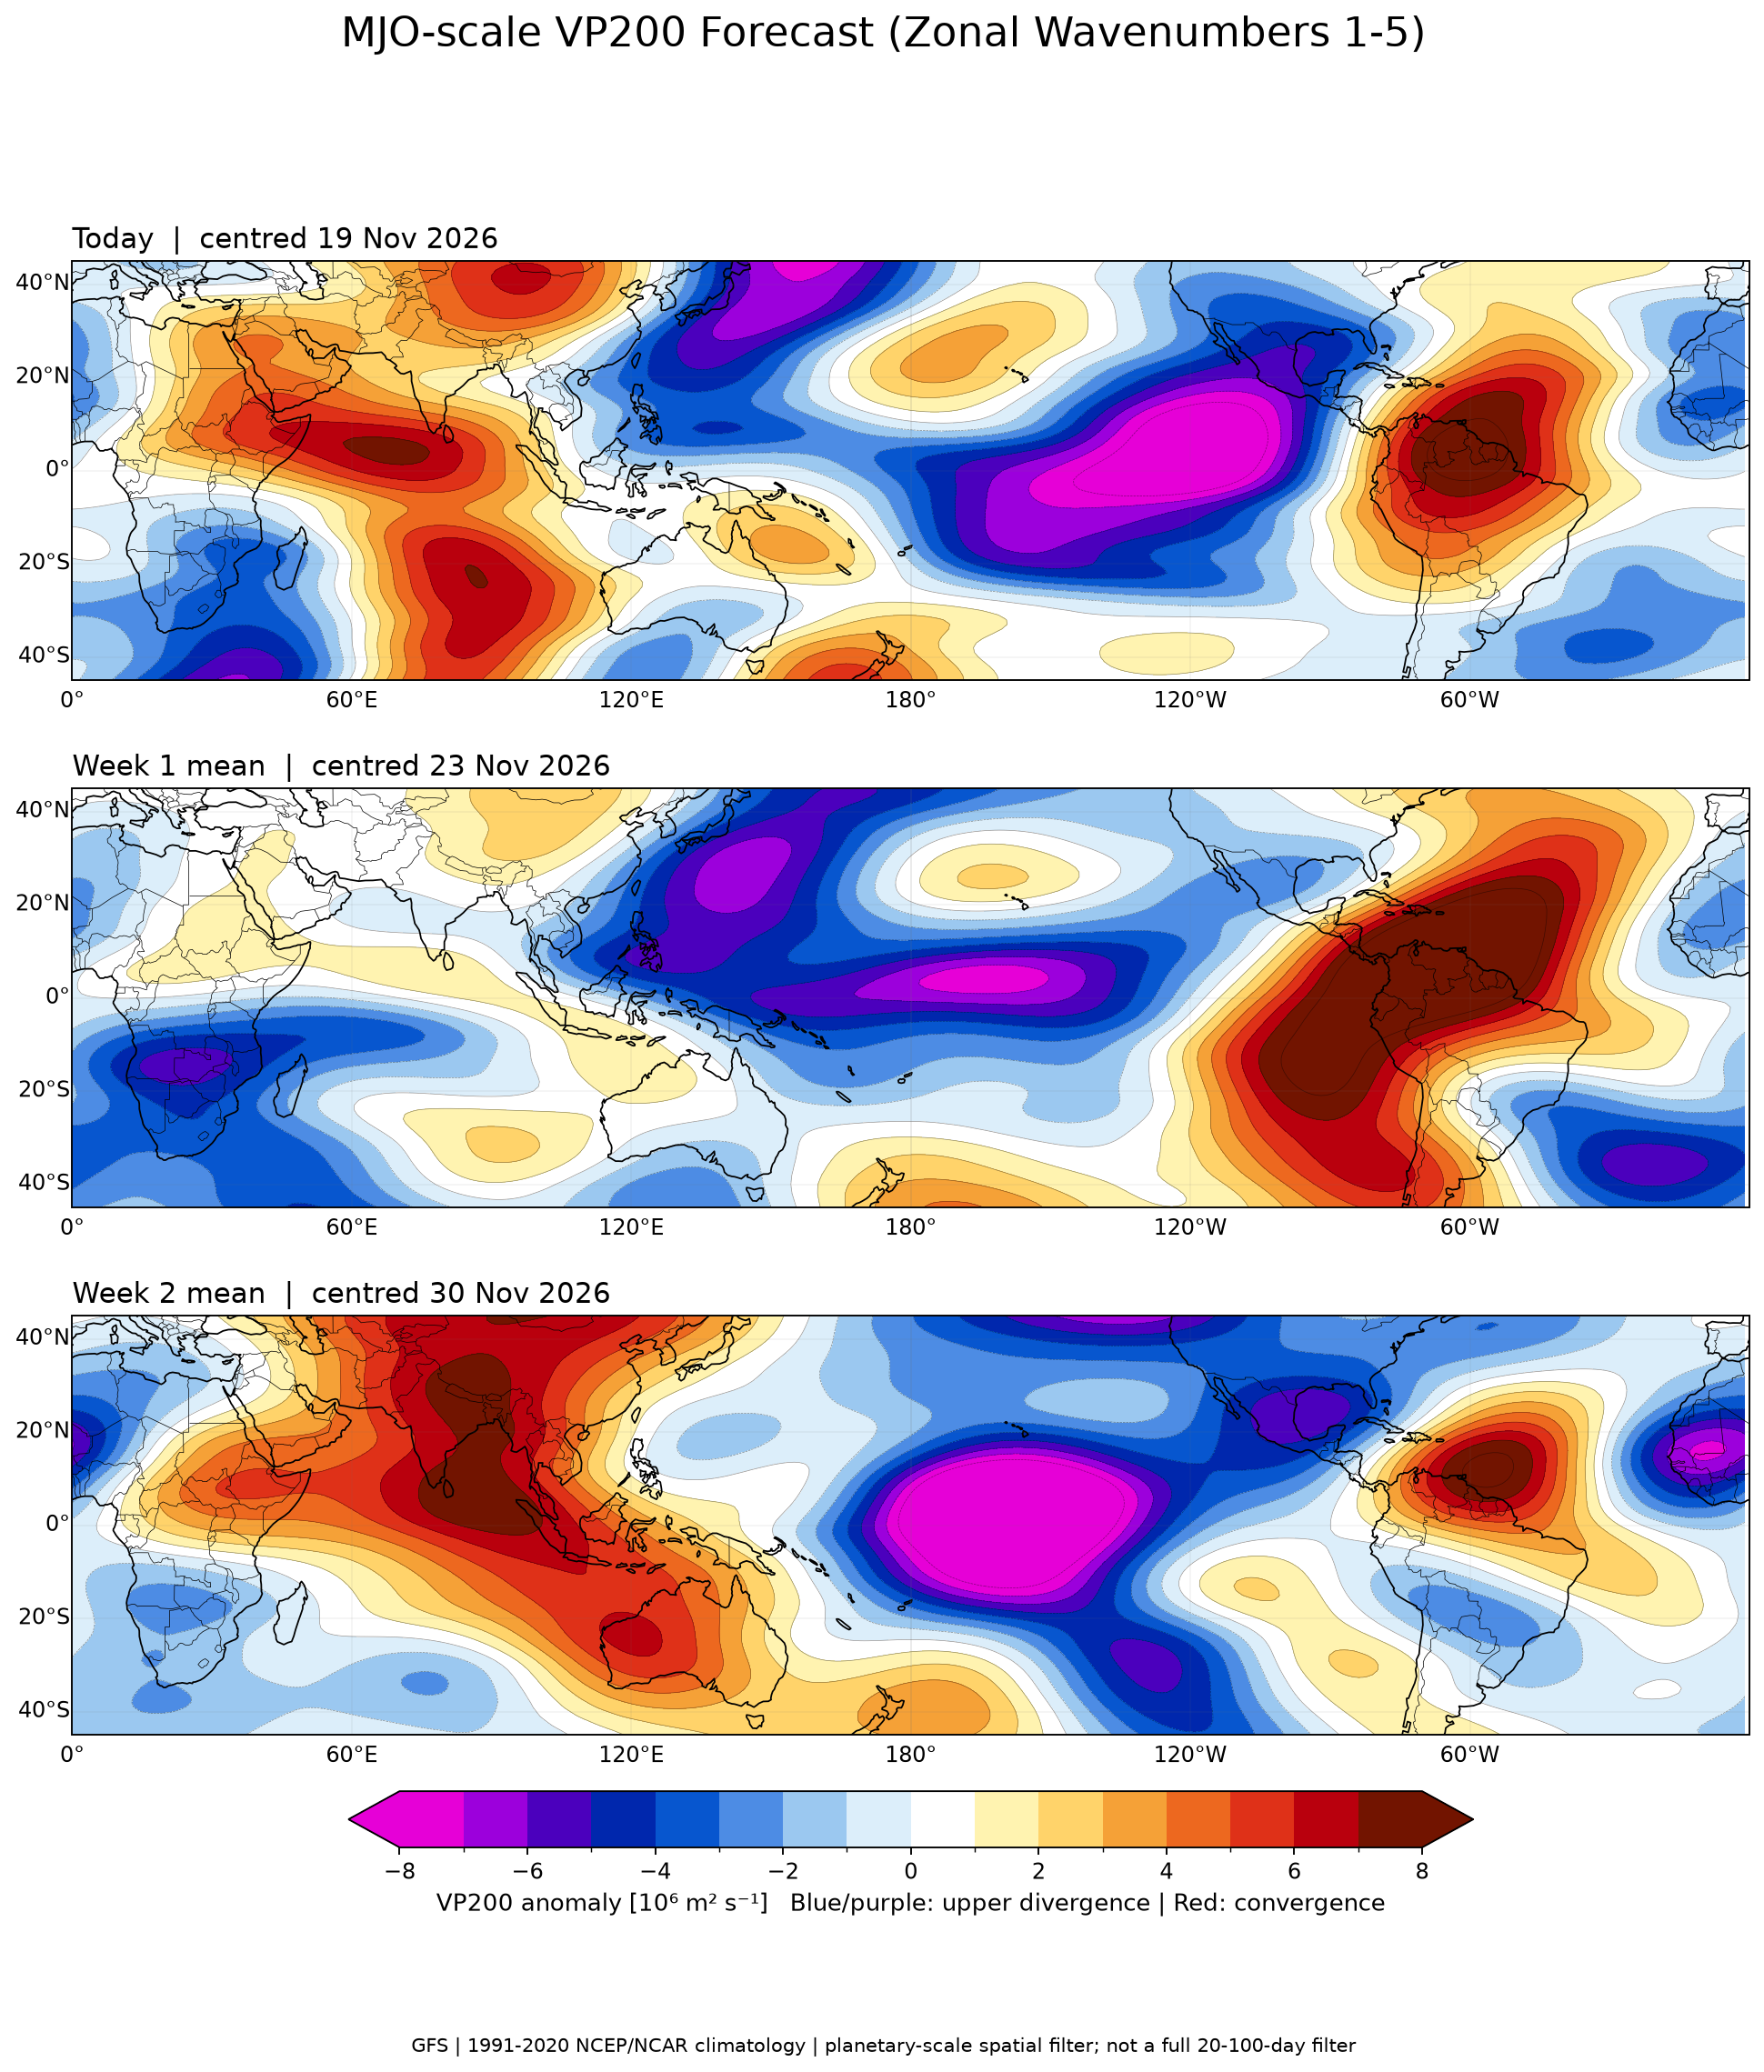 MJO-scale VP200 Forecast (Zonal Wavenumbers 1-5)
Today | centred 19 Nov 2026
40°N
20°N
0°
20°S
40°S
0° 60°E 120°E 180° 120°W 60°W
Week 1 mean | centred 23 Nov 2026
40°N
20°N
0°
20°S
40°S
0° 60°E 120°E 180° 120°W 60°W
Week 2 mean | centred 30 Nov 2026
40°N
20°N
0°
20°S
40°S
0° 60°E 120°E 180° 120°W 60°W
−8 −6 −4 −2 0 2 4 6 8
VP200 anomaly [10⁶ m² s⁻¹] Blue/purple: upper divergence | Red: convergence
GFS | 1991-2020 NCEP/NCAR climatology | planetary-scale spatial filter; not a full 20-100-day filter